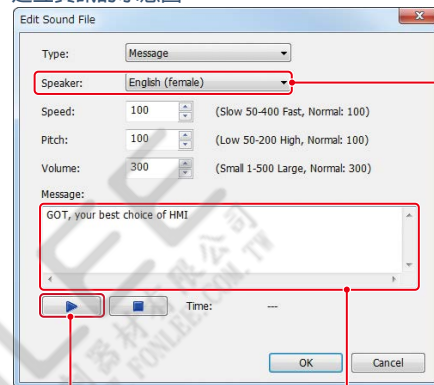 Edit Sound File
Type: Message
Speaker: English (female)
Speed: 100 (Slow 50-400 Fast, Normal: 100)
Pitch: 100 (Low 50-200 High, Normal: 100)
Volume: 300 (Small 1-500 Large, Normal: 300)
Message:
GOT, your best choice of HMI
Time: ---
OK Cancel